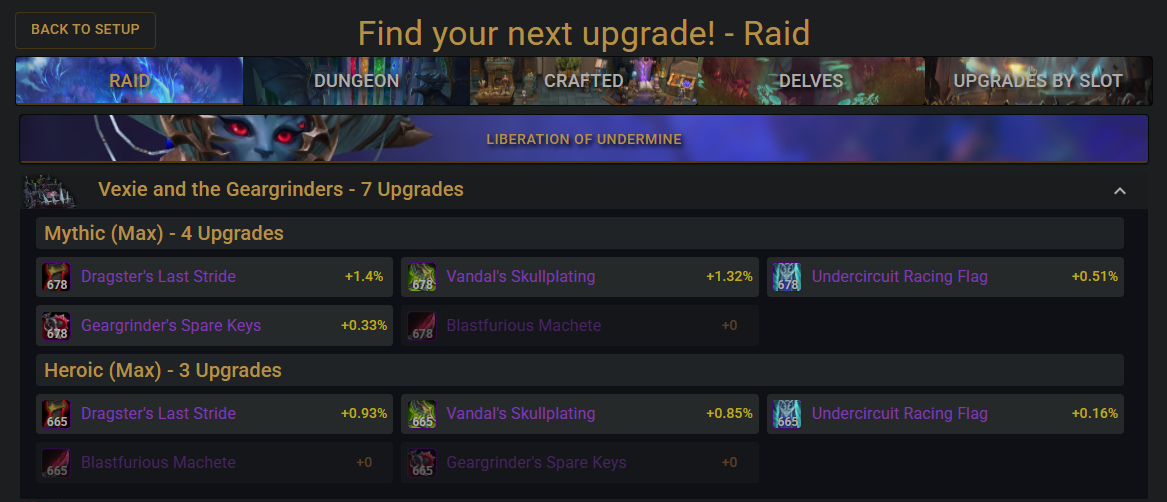 BACK TO SETUP
Find your next upgrade! - Raid
RAID
DUNGEON
CRAFTED
DELVES
UPGRADES BY SLOT
LIBERATION OF UNDERMINE
Vexie and the Geargrinders - 7 Upgrades
Mythic (Max) - 4 Upgrades
678 Dragster's Last Stride +1.4%
678 Vandal's Skullplating +1.32%
678 Undercircuit Racing Flag +0.51%
678 Geargrinder's Spare Keys +0.33%
678 Blastfurious Machete +0
Heroic (Max) - 3 Upgrades
665 Dragster's Last Stride +0.93%
665 Vandal's Skullplating +0.85%
665 Undercircuit Racing Flag +0.16%
665 Blastfurious Machete +0
665 Geargrinder's Spare Keys +0